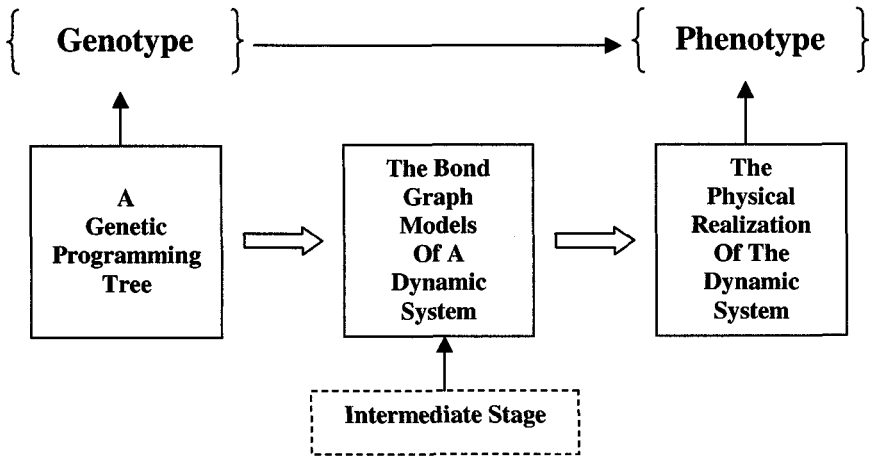 { Genotype }
{ Phenotype }
A
Genetic
Programming
Tree
The Bond
Graph
Models
Of A
Dynamic
System
The
Physical
Realization
Of The
Dynamic
System
Intermediate Stage